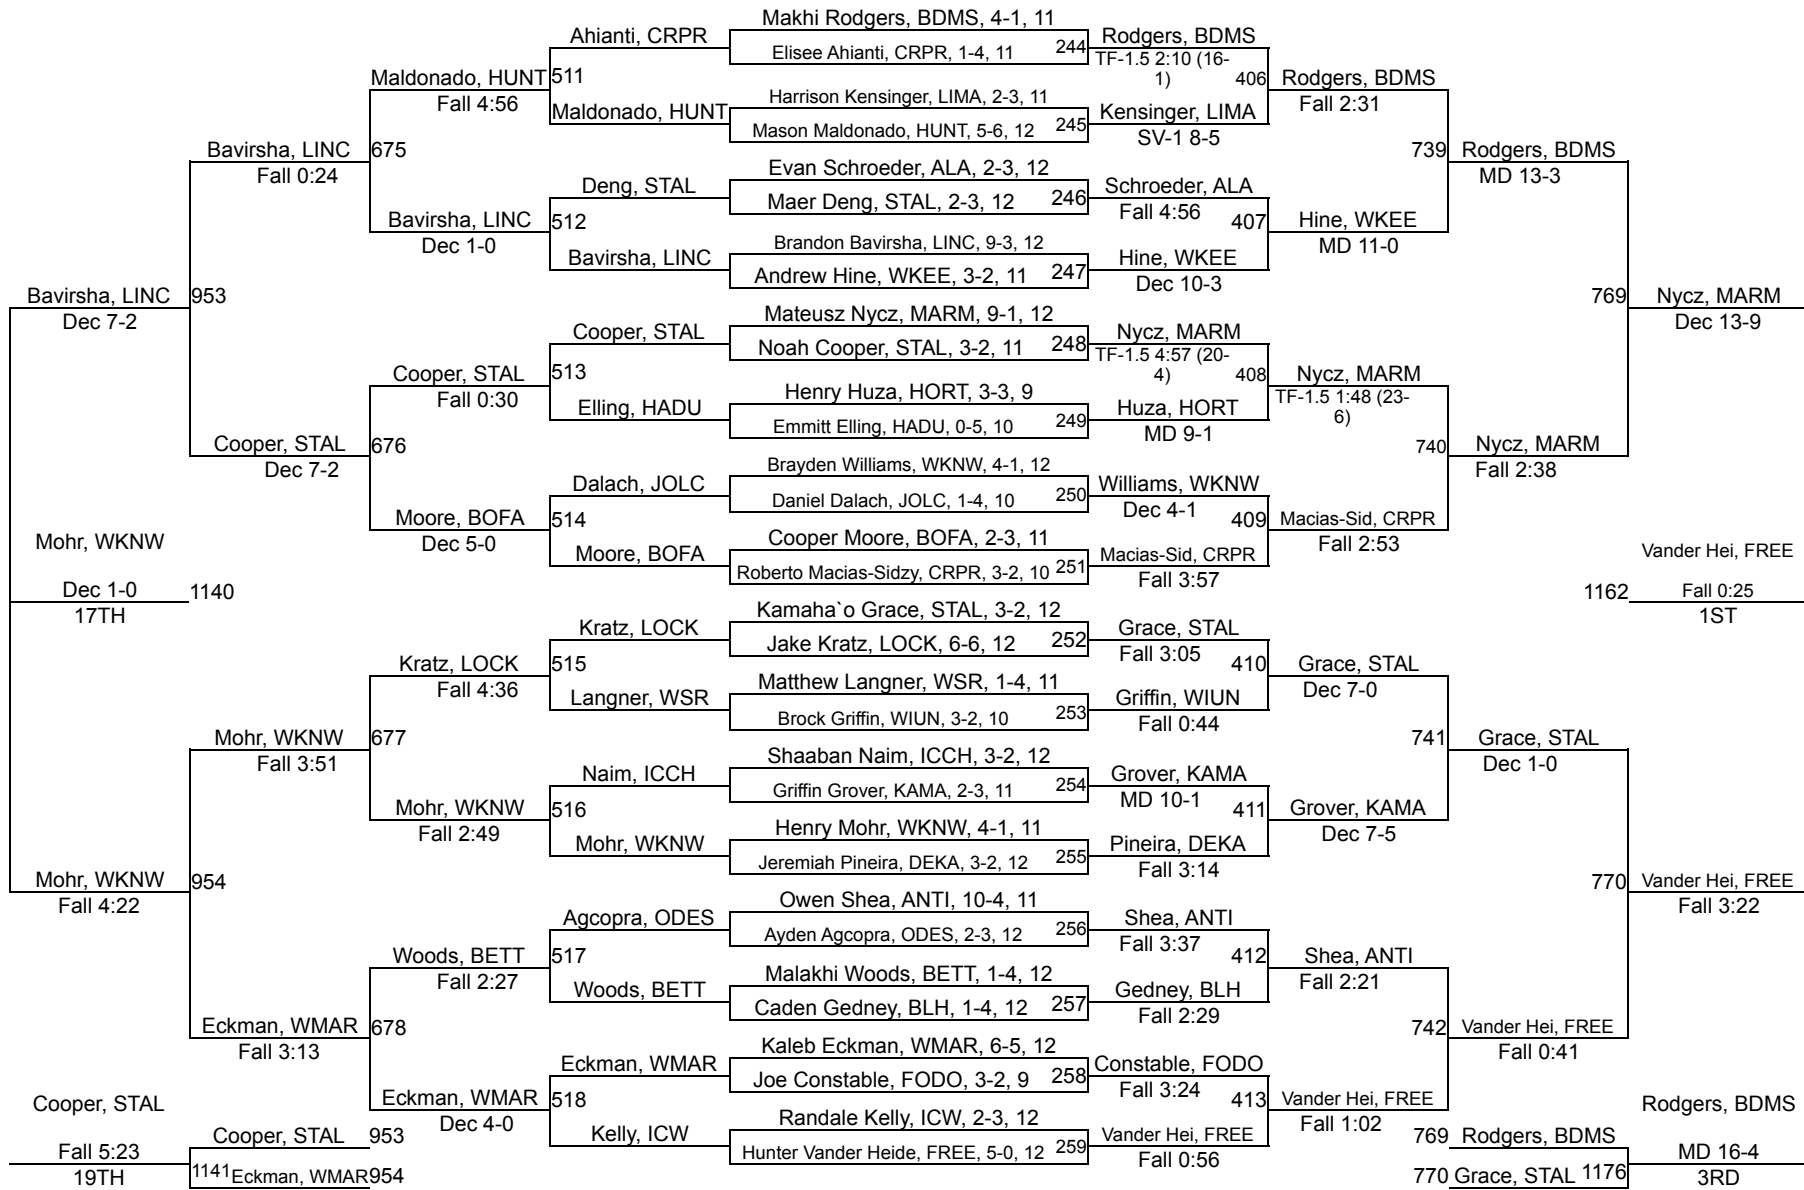 Makhi Rodgers, BDMS, 4-1, 11
Ahianti, CRPR
Elisee Ahianti, CRPR, 1-4, 11
244
Rodgers, BDMS
TF-1.5 2:10 (16-
1)
406
Maldonado, HUNT
511
Fall 4:56
Rodgers, BDMS
Fall 2:31
Harrison Kensinger, LIMA, 2-3, 11
Maldonado, HUNT
Mason Maldonado, HUNT, 5-6, 12
245
Kensinger, LIMA
SV-1 8-5
Bavirsha, LINC
675
Fall 0:24
739
Rodgers, BDMS
MD 13-3
Evan Schroeder, ALA, 2-3, 12
Deng, STAL
Maer Deng, STAL, 2-3, 12
246
Schroeder, ALA
Fall 4:56
Bavirsha, LINC
512
Dec 1-0
407
Hine, WKEE
MD 11-0
Brandon Bavirsha, LINC, 9-3, 12
Bavirsha, LINC
Andrew Hine, WKEE, 3-2, 11
247
Hine, WKEE
Dec 10-3
Bavirsha, LINC
953
Dec 7-2
769
Nycz, MARM
Dec 13-9
Mateusz Nycz, MARM, 9-1, 12
Cooper, STAL
Noah Cooper, STAL, 3-2, 11
248
Nycz, MARM
TF-1.5 4:57 (20-
4)
408
Cooper, STAL
513
Fall 0:30
Nycz, MARM
TF-1.5 1:48 (23-
6)
Henry Huza, HORT, 3-3, 9
Elling, HADU
Emmitt Elling, HADU, 0-5, 10
249
Huza, HORT
MD 9-1
Cooper, STAL
676
Dec 7-2
740
Nycz, MARM
Fall 2:38
Brayden Williams, WKNW, 4-1, 12
Dalach, JOLC
Daniel Dalach, JOLC, 1-4, 10
250
Williams, WKNW
Dec 4-1
Moore, BOFA
514
Dec 5-0
409
Macias-Sid, CRPR
Fall 2:53
Cooper Moore, BOFA, 2-3, 11
Moore, BOFA
Roberto Macias-Sidzy, CRPR, 3-2, 10
251
Macias-Sid, CRPR
Fall 3:57
Mohr, WKNW
Dec 1-0
1140
17TH
Vander Hei, FREE
1162
Fall 0:25
1ST
Kamaha`o Grace, STAL, 3-2, 12
Kratz, LOCK
Jake Kratz, LOCK, 6-6, 12
252
Grace, STAL
Fall 3:05
Kratz, LOCK
515
Fall 4:36
410
Grace, STAL
Dec 7-0
Matthew Langner, WSR, 1-4, 11
Langner, WSR
Brock Griffin, WIUN, 3-2, 10
253
Griffin, WIUN
Fall 0:44
Mohr, WKNW
677
Fall 3:51
741
Grace, STAL
Dec 1-0
Shaaban Naim, ICCH, 3-2, 12
Naim, ICCH
Griffin Grover, KAMA, 2-3, 11
254
Grover, KAMA
MD 10-1
Mohr, WKNW
516
Fall 2:49
411
Grover, KAMA
Dec 7-5
Henry Mohr, WKNW, 4-1, 11
Mohr, WKNW
Jeremiah Pineira, DEKA, 3-2, 12
255
Pineira, DEKA
Fall 3:14
Mohr, WKNW
954
Fall 4:22
770
Vander Hei, FREE
Fall 3:22
Owen Shea, ANTI, 10-4, 11
Agcopra, ODES
Ayden Agcopra, ODES, 2-3, 12
256
Shea, ANTI
Fall 3:37
Woods, BETT
517
Fall 2:27
412
Shea, ANTI
Fall 2:21
Malakhi Woods, BETT, 1-4, 12
Woods, BETT
Caden Gedney, BLH, 1-4, 12
257
Gedney, BLH
Fall 2:29
Eckman, WMAR
678
Fall 3:13
742
Vander Hei, FREE
Fall 0:41
Kaleb Eckman, WMAR, 6-5, 12
Eckman, WMAR
Joe Constable, FODO, 3-2, 9
258
Constable, FODO
Fall 3:24
Eckman, WMAR
518
Dec 4-0
413
Vander Hei, FREE
Fall 1:02
Randale Kelly, ICW, 2-3, 12
Kelly, ICW
Hunter Vander Heide, FREE, 5-0, 12
259
Vander Hei, FREE
Fall 0:56
Cooper, STAL
Cooper, STAL
953
Fall 5:23
19TH
1141
Eckman, WMAR
954
Rodgers, BDMS
769
Rodgers, BDMS
MD 16-4
3RD
770
Grace, STAL
1176